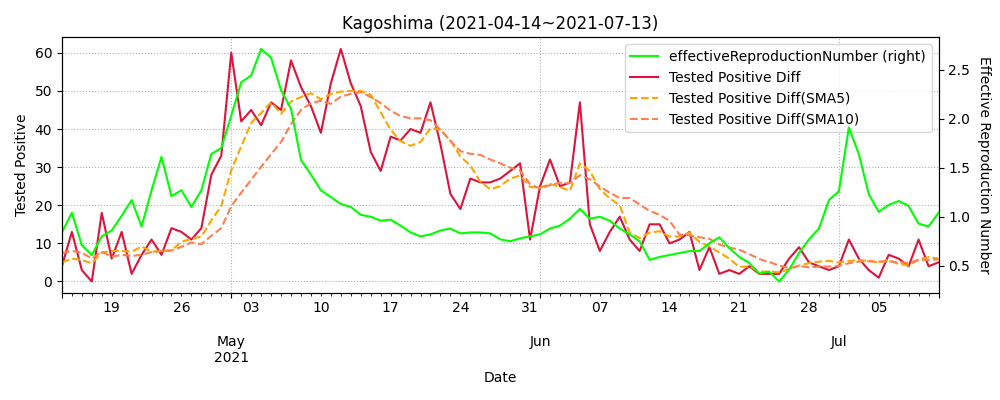 Kagoshima (2021-04-14~2021-07-13)
effectiveReproductionNumber (right)
Tested Positive Diff
Tested Positive Diff(SMA5)
Tested Positive Diff(SMA10)
Tested Positive
60
50
40
30
20
10
0
2.5
2.0
1.5
1.0
0.5
Effective Reproduction Number
19 26 03 10 17 24 31 07 14 21 28 05
May Jun Jul
2021
Date